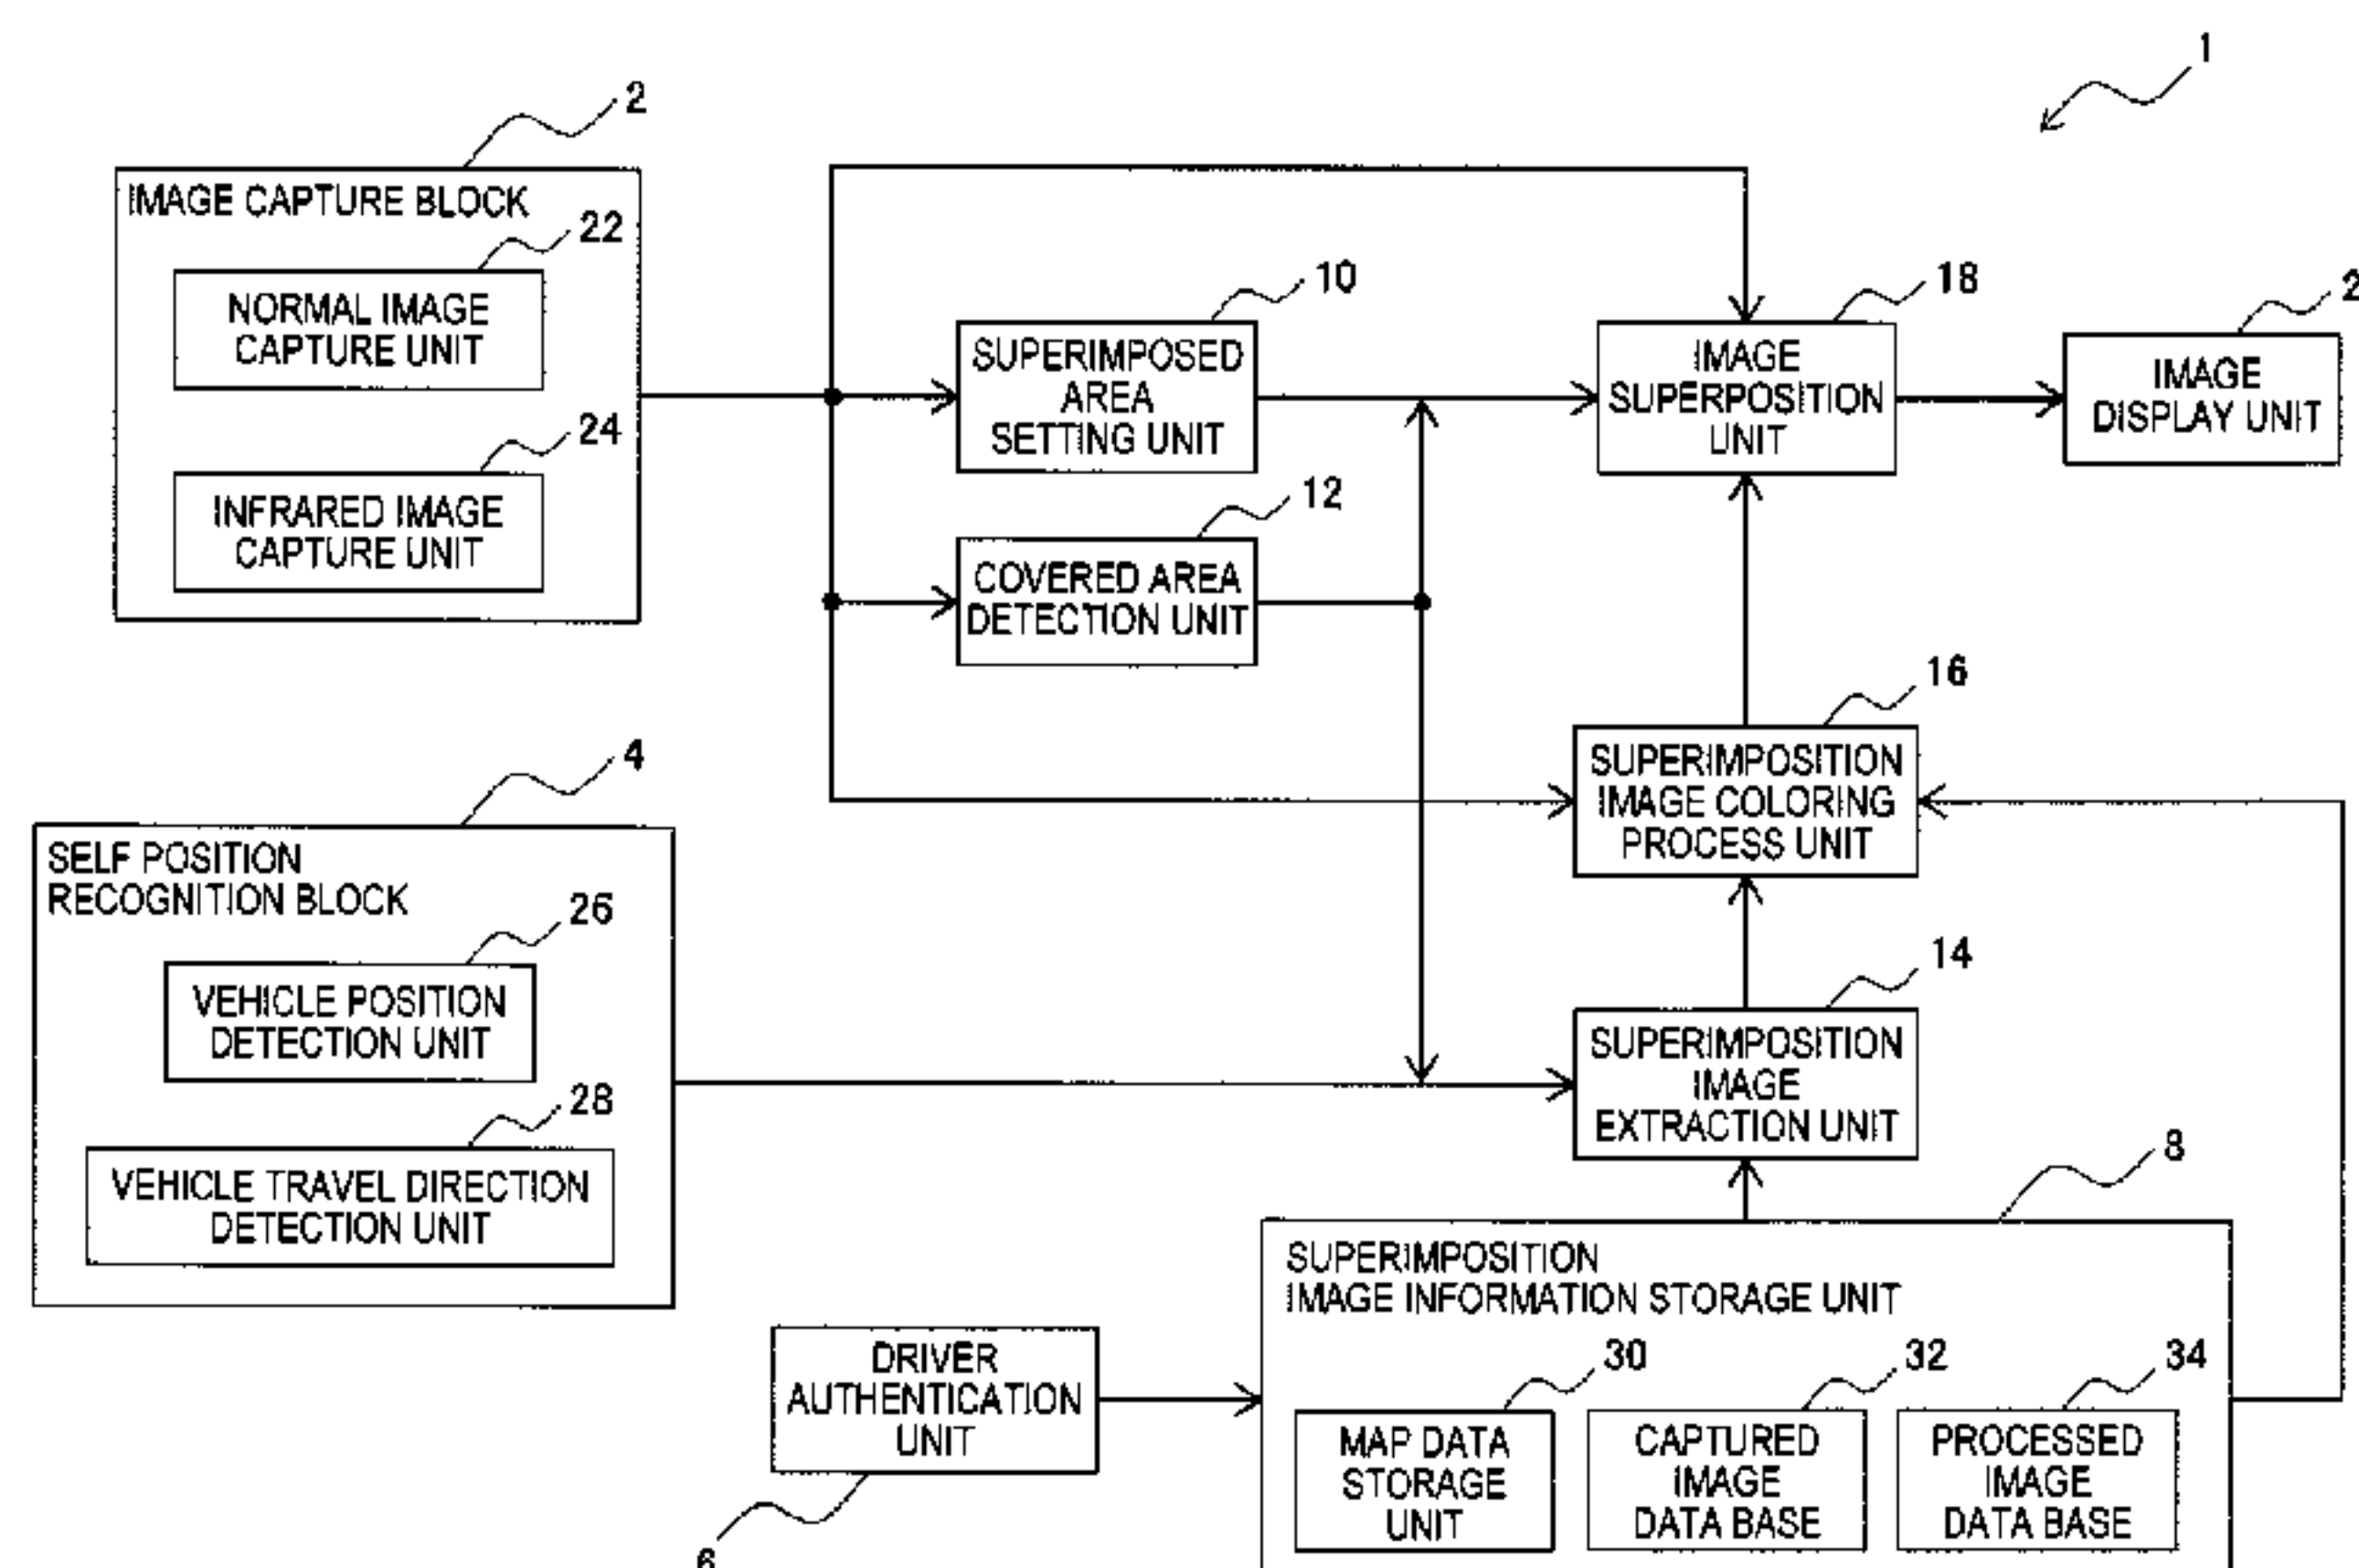 1
2
IMAGE CAPTURE BLOCK
22
NORMAL IMAGE
CAPTURE UNIT
24
INFRARED IMAGE
CAPTURE UNIT
10
SUPERIMPOSED
AREA
SETTING UNIT
12
COVERED AREA
DETECTION UNIT
18
IMAGE
SUPERPOSITION
UNIT
2
IMAGE
DISPLAY UNIT
16
SUPERIMPOSITION
IMAGE COLORING
PROCESS UNIT
4
SELF POSITION
RECOGNITION BLOCK
26
VEHICLE POSITION
DETECTION UNIT
28
VEHICLE TRAVEL DIRECTION
DETECTION UNIT
14
SUPERIMPOSITION
IMAGE
EXTRACTION UNIT
8
SUPERIMPOSITION
IMAGE INFORMATION STORAGE UNIT
DRIVER
AUTHENTICATION
UNIT
6
30
MAP DATA
STORAGE
UNIT
32
CAPTURED
IMAGE
DATA BASE
34
PROCESSED
IMAGE
DATA BASE